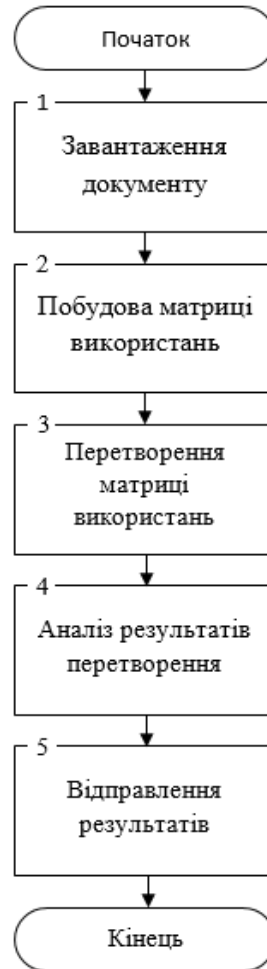 Початок
1
Завантаження
документу
2
Побудова матриці
використань
3
Перетворення
матриці
використань
4
Аналіз результатів
перетворення
5
Відправлення
результатів
Кінець